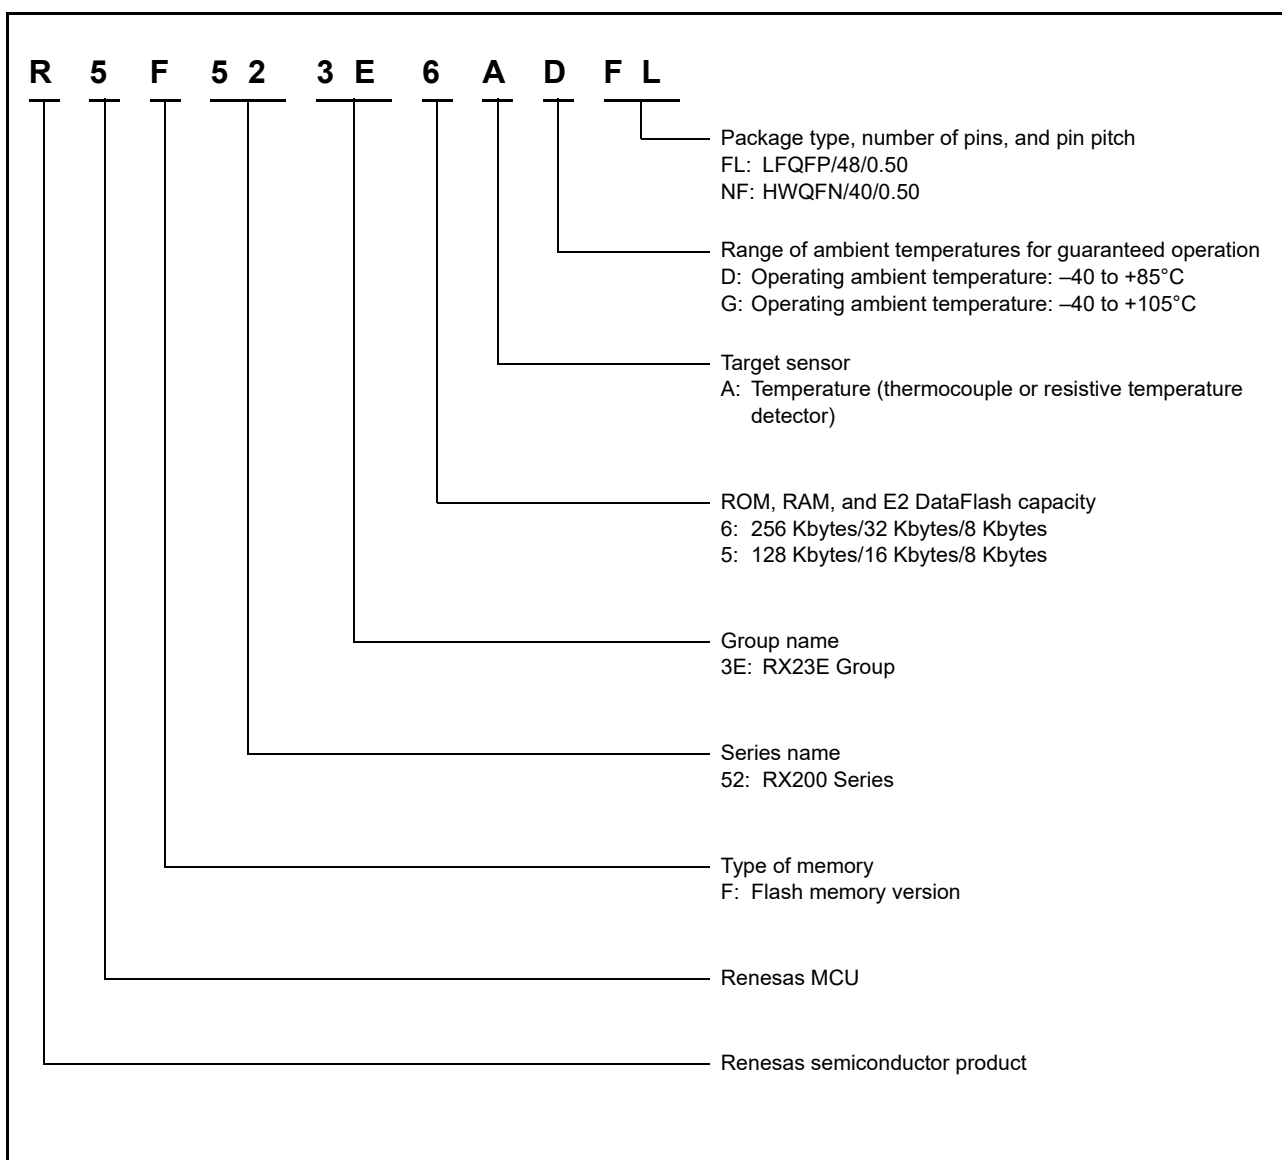 R 5 F 5 2 3 E 6 A D F L
Package type, number of pins, and pin pitch
FL: LFQFP/48/0.50
NF: HWQFN/40/0.50
Range of ambient temperatures for guaranteed operation
D: Operating ambient temperature: –40 to +85°C
G: Operating ambient temperature: –40 to +105°C
Target sensor
A: Temperature (thermocouple or resistive temperature
detector)
ROM, RAM, and E2 DataFlash capacity
6: 256 Kbytes/32 Kbytes/8 Kbytes
5: 128 Kbytes/16 Kbytes/8 Kbytes
Group name
3E: RX23E Group
Series name
52: RX200 Series
Type of memory
F: Flash memory version
Renesas MCU
Renesas semiconductor product